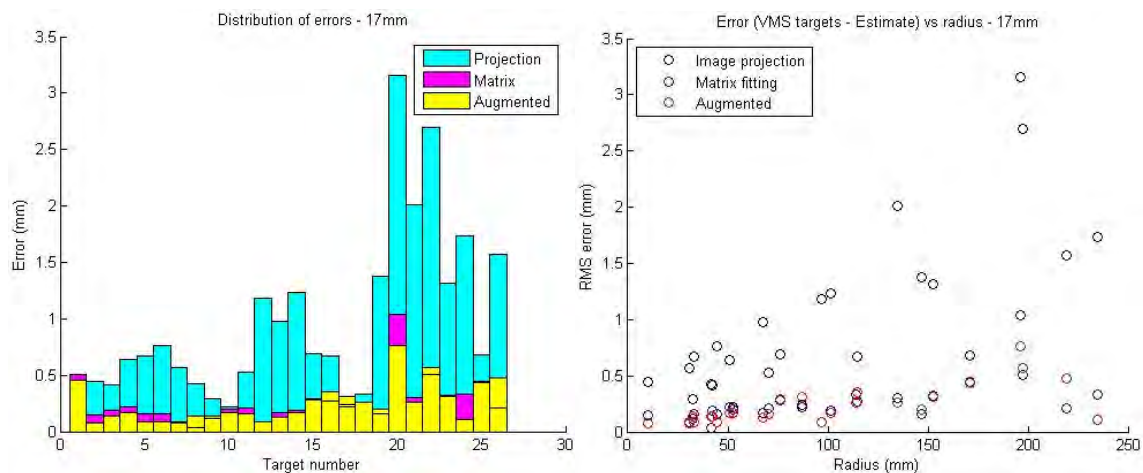 Distribution of errors - 17mm
3.5
3
2.5
2
1.5
1
0.5
0
Error (mm)
Projection
Matrix
Augmented
0 5 10 15 20 25 30
Target number
Error (VMS targets - Estimate) vs radius - 17mm
3.5
3
2.5
2
1.5
1
0.5
0
RMS error (mm)
Image projection
Matrix fitting
Augmented
0 50 100 150 200 250
Radius (mm)